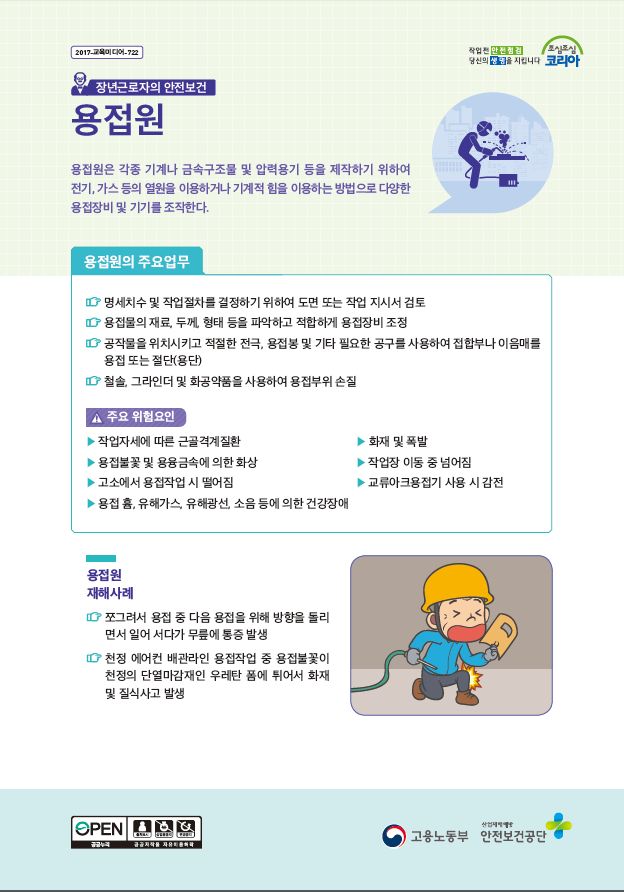 2017-교육미디어-722
작업전 안전점검
당신의 생명을 지킵니다
조심조심
코리아
장년근로자의 안전보건
용접원
용접원은 각종 기계나 금속구조물 및 압력용기 등을 제작하기 위하여
전기, 가스 등의 열원을 이용하거나 기계적 힘을 이용하는 방법으로 다양한
용접장비 및 기기를 조작한다.
용접원의 주요업무
명세치수 및 작업절차를 결정하기 위하여 도면 또는 작업 지시서 검토
용접물의 재료, 두께, 형태 등을 파악하고 적합하게 용접장비 조정
공작물을 위치시키고 적절한 전극, 용접봉 및 기타 필요한 공구를 사용하여 접합부나 이음매를
용접 또는 절단(용단)
철솔, 그라인더 및 화공약품을 사용하여 용접부위 손질
주요 위험요인
▶ 작업자세에 따른 근골격계질환
▶ 화재 및 폭발
▶ 용접불꽃 및 용융금속에 의한 화상
▶ 작업장 이동 중 넘어짐
▶ 고소에서 용접작업 시 떨어짐
▶ 교류아크용접기 사용 시 감전
▶ 용접 흄, 유해가스, 유해광선, 소음 등에 의한 건강장애
용접원
재해사례
쪼그려서 용접 중 다음 용접을 위해 방향을 돌리
면서 일어 서다가 무릎에 통증 발생
천정 에어컨 배관라인 용접작업 중 용접불꽃이
천정의 단열마감재인 우레탄 폼에 튀어서 화재
및 질식사고 발생
OPEN
공공누리
공공저작물 자유이용허락
고용노동부
산업재해예방
안전보건공단